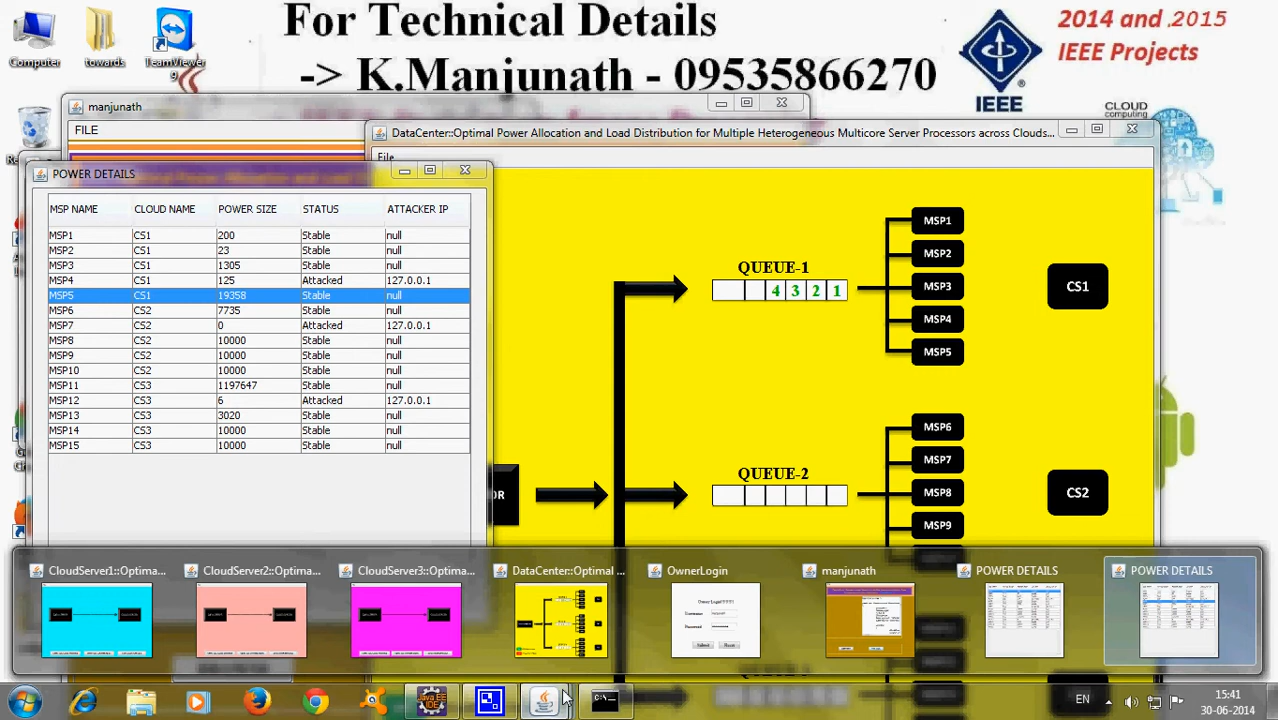 For Technical Details
-> K.Manjunath - 09535866270
2014 and .2015
IEEE Projects
IEEE
CLOUD
computing
Computer
towards
TeamViewer
9
manjunath
FILE
DataCenter::Optimal Power Allocation and Load Distribution for Multiple Heterogeneous Multicore Server Processors across Clouds...
File
POWER DETAILS
MSP NAME CLOUD NAME POWER SIZE STATUS ATTACKER IP
MSP1 CS1 200 Stable null
MSP2 CS1 23 Stable null
MSP3 CS1 1305 Stable null
MSP4 CS1 125 Attacked 127.0.0.1
MSP5 CS1 19358 Stable null
MSP6 CS2 7735 Stable null
MSP7 CS2 0 Attacked 127.0.0.1
MSP8 CS2 10000 Stable null
MSP9 CS2 10000 Stable null
MSP10 CS2 10000 Stable null
MSP11 CS3 1197647 Stable null
MSP12 CS3 6 Attacked 127.0.0.1
MSP13 CS3 3020 Stable null
MSP14 CS3 10000 Stable null
MSP15 CS3 10000 Stable null
QUEUE-1
4 3 2 1
MSP1
MSP2
MSP3
MSP4
MSP5
CS1
OR
QUEUE-2
MSP6
MSP7
MSP8
MSP9
CS2
CloudServer1::Optima...
CloudServer2::Optima...
CloudServer3::Optima...
DataCenter::Optimal ...
OwnerLogin
manjunath
POWER DETAILS
POWER DETAILS
Java EE
IDE
C:\_
EN
15:41
30-06-2014